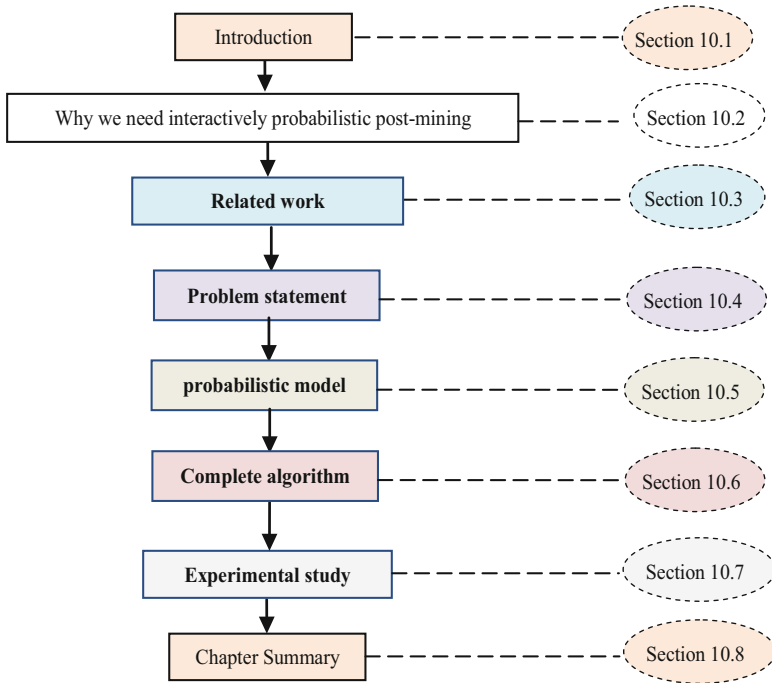 Introduction
Section 10.1
Why we need interactively probabilistic post-mining
Section 10.2
Related work
Section 10.3
Problem statement
Section 10.4
probabilistic model
Section 10.5
Complete algorithm
Section 10.6
Experimental study
Section 10.7
Chapter Summary
Section 10.8